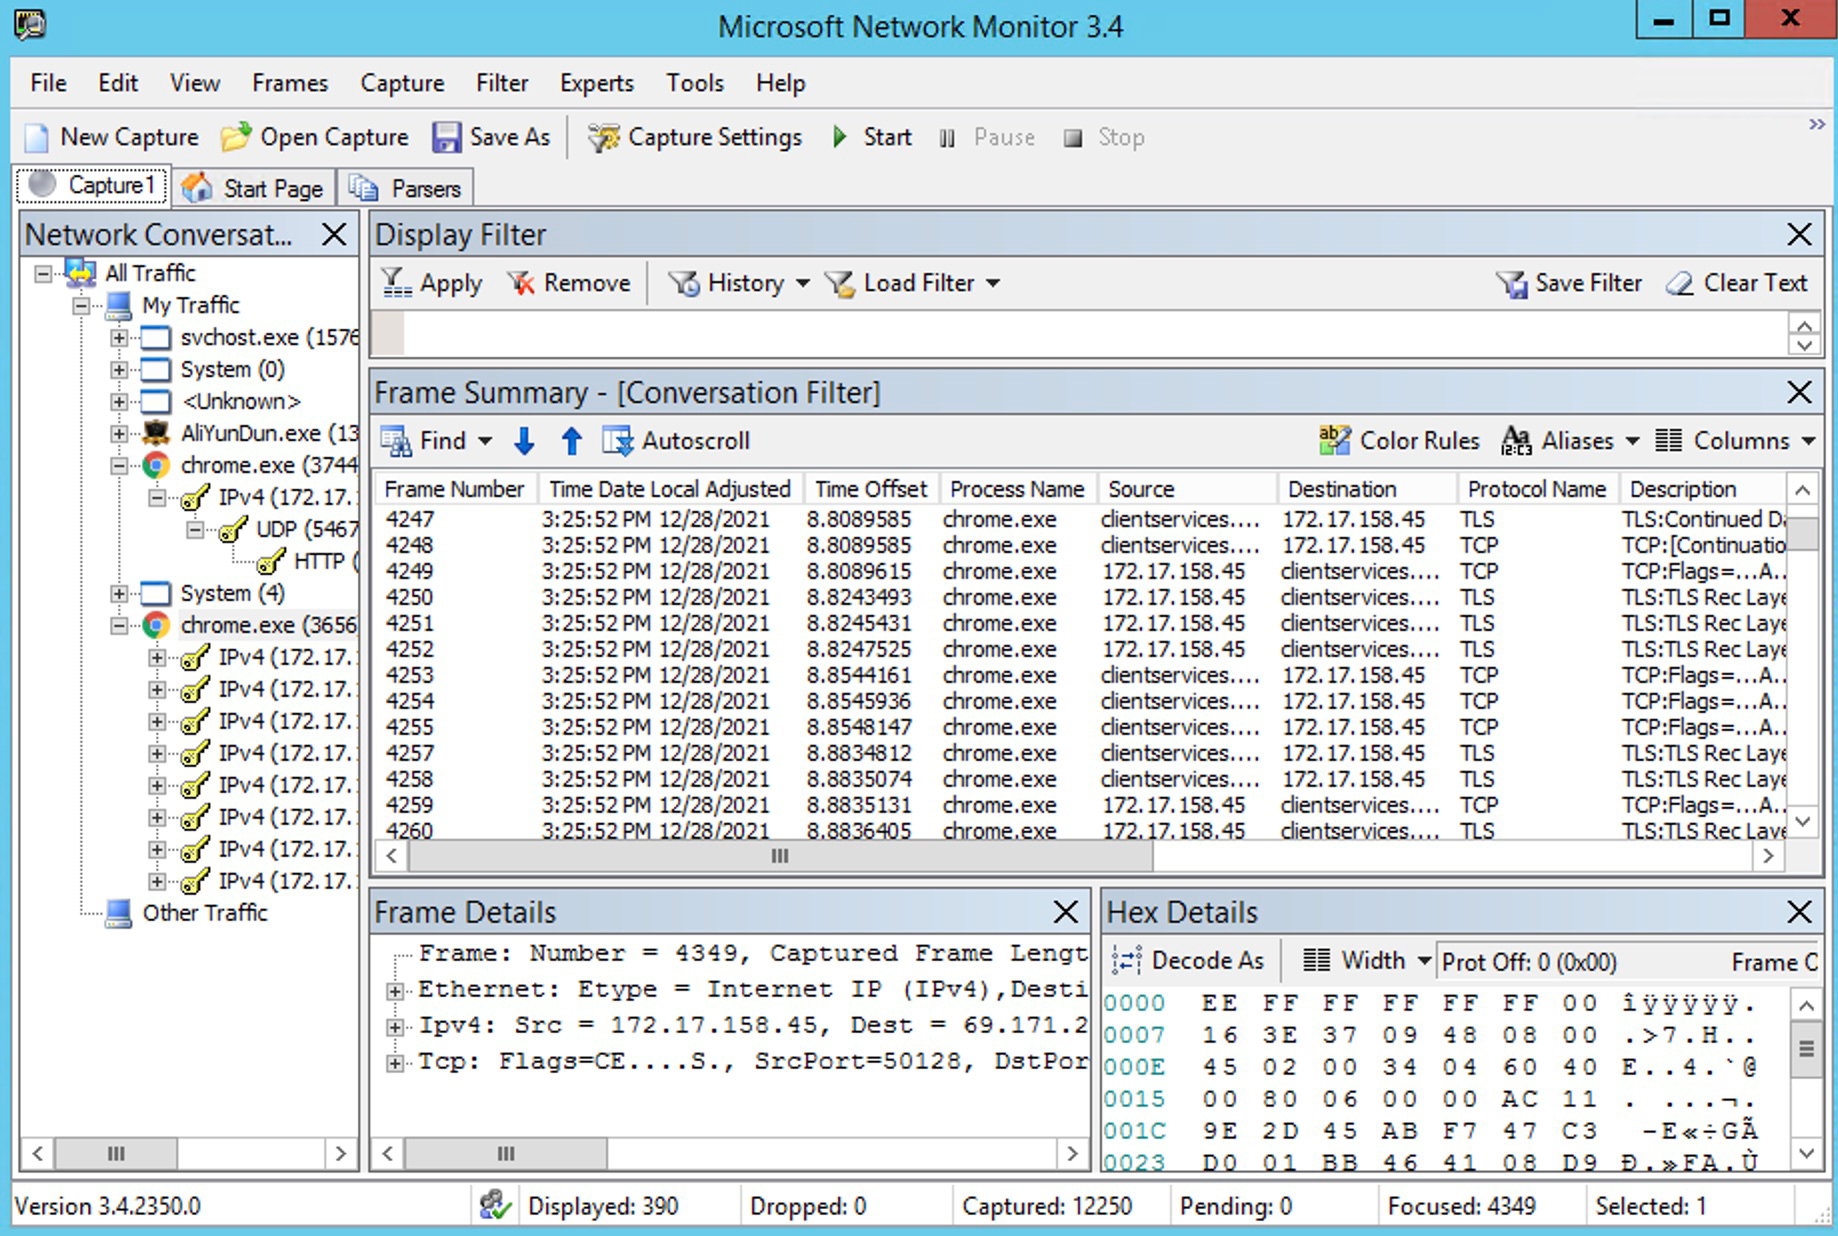 Microsoft Network Monitor 3.4
File Edit View Frames Capture Filter Experts Tools Help
New Capture Open Capture Save As Capture Settings Start Pause Stop »
Capture1 Start Page Parsers
Network Conversat...
All Traffic
My Traffic
svchost.exe (1576
System (0)
<Unknown>
AliYunDun.exe (13
chrome.exe (3744
IPv4 (172.17.
UDP (5467
HTTP (
System (4)
chrome.exe (3656
IPv4 (172.17.
IPv4 (172.17.
IPv4 (172.17.
IPv4 (172.17.
IPv4 (172.17.
IPv4 (172.17.
IPv4 (172.17.
IPv4 (172.17.
Other Traffic
Display Filter
Apply Remove History Load Filter Save Filter Clear Text
Frame Summary - [Conversation Filter]
Find Autoscroll Color Rules Aliases Columns
Frame Number Time Date Local Adjusted Time Offset Process Name Source Destination Protocol Name Description
4247 3:25:52 PM 12/28/2021 8.8089585 chrome.exe clientservices.... 172.17.158.45 TLS TLS:Continued Da
4248 3:25:52 PM 12/28/2021 8.8089585 chrome.exe clientservices.... 172.17.158.45 TCP TCP:[Continuatio
4249 3:25:52 PM 12/28/2021 8.8089615 chrome.exe 172.17.158.45 clientservices.... TCP TCP:Flags=...A..
4250 3:25:52 PM 12/28/2021 8.8243493 chrome.exe 172.17.158.45 clientservices.... TLS TLS:TLS Rec Laye
4251 3:25:52 PM 12/28/2021 8.8245431 chrome.exe 172.17.158.45 clientservices.... TLS TLS:TLS Rec Laye
4252 3:25:52 PM 12/28/2021 8.8247525 chrome.exe 172.17.158.45 clientservices.... TLS TLS:TLS Rec Laye
4253 3:25:52 PM 12/28/2021 8.8544161 chrome.exe clientservices.... 172.17.158.45 TCP TCP:Flags=...A..
4254 3:25:52 PM 12/28/2021 8.8545936 chrome.exe clientservices.... 172.17.158.45 TCP TCP:Flags=...A..
4255 3:25:52 PM 12/28/2021 8.8548147 chrome.exe clientservices.... 172.17.158.45 TCP TCP:Flags=...A..
4257 3:25:52 PM 12/28/2021 8.8834812 chrome.exe clientservices.... 172.17.158.45 TLS TLS:TLS Rec Laye
4258 3:25:52 PM 12/28/2021 8.8835074 chrome.exe clientservices.... 172.17.158.45 TLS TLS:TLS Rec Laye
4259 3:25:52 PM 12/28/2021 8.8835131 chrome.exe 172.17.158.45 clientservices.... TCP TCP:Flags=...A..
4260 3:25:52 PM 12/28/2021 8.8836405 chrome.exe 172.17.158.45 clientservices.... TLS TLS:TLS Rec Laye
Frame Details
Frame: Number = 4349, Captured Frame Lengt
Ethernet: Etype = Internet IP (IPv4),Desti
Ipv4: Src = 172.17.158.45, Dest = 69.171.2
Tcp: Flags=CE....S., SrcPort=50128, DstPor
Hex Details
Decode As Width Prot Off: 0 (0x00) Frame O
0000 EE FF FF FF FF FF 00 îÿÿÿÿÿ.
0007 16 3E 37 09 48 08 00 .>7.H..
000E 45 02 00 34 04 60 40 E..4.`@
0015 00 80 06 00 00 AC 11 . ...¬.
001C 9E 2D 45 AB F7 47 C3 -E«÷GÃ
0023 D0 01 BB 46 41 08 D9 Ð.»FA.Ù
Version 3.4.2350.0 Displayed: 390 Dropped: 0 Captured: 12250 Pending: 0 Focused: 4349 Selected: 1